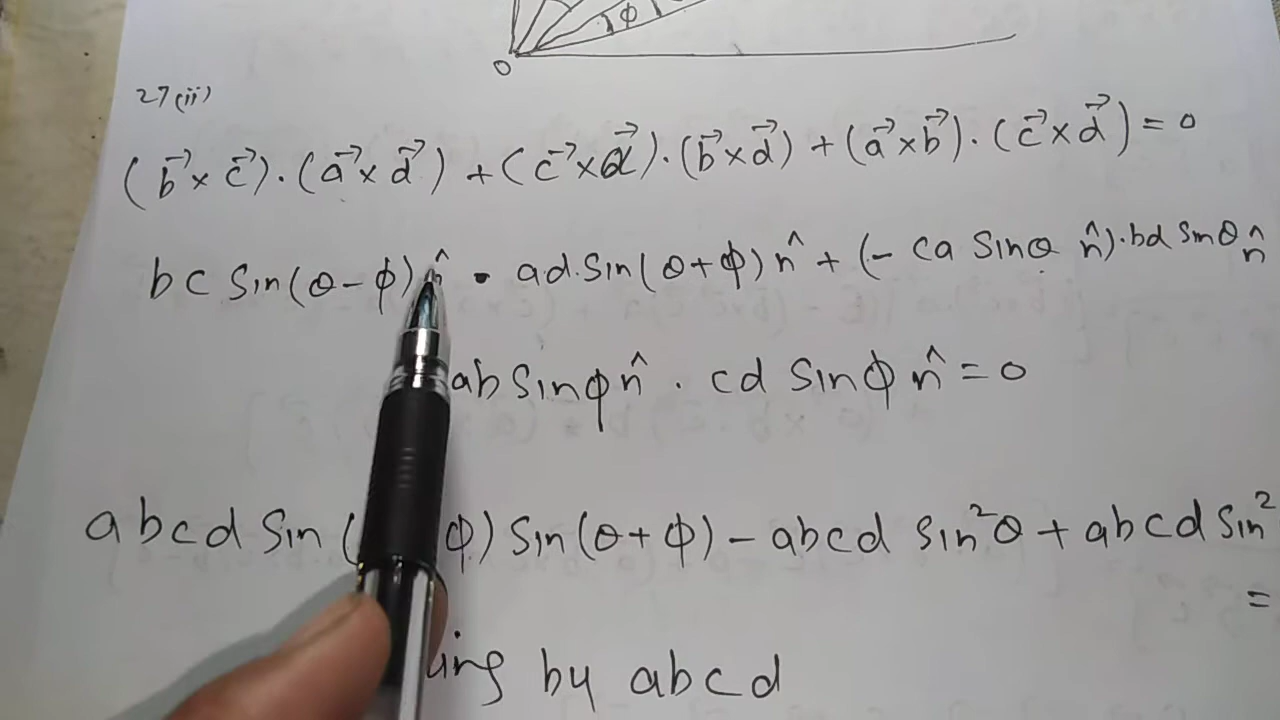 φ
O
27(ii)
(b⃗ × c⃗).(a⃗ × d⃗) + (c⃗ × a⃗).(b⃗ × d⃗) + (a⃗ × b⃗).(c⃗ × d⃗) = 0
bc Sin(θ-φ) n̂ . ad.Sin(θ+φ) n̂ + (- ca Sinθ n̂).bd Sinθ n̂
ab Sinφ n̂ . cd Sinφ n̂ = 0
abcd Sin( φ) Sin(θ+φ) - abcd sin²θ + abcd Sin²
=
by abcd